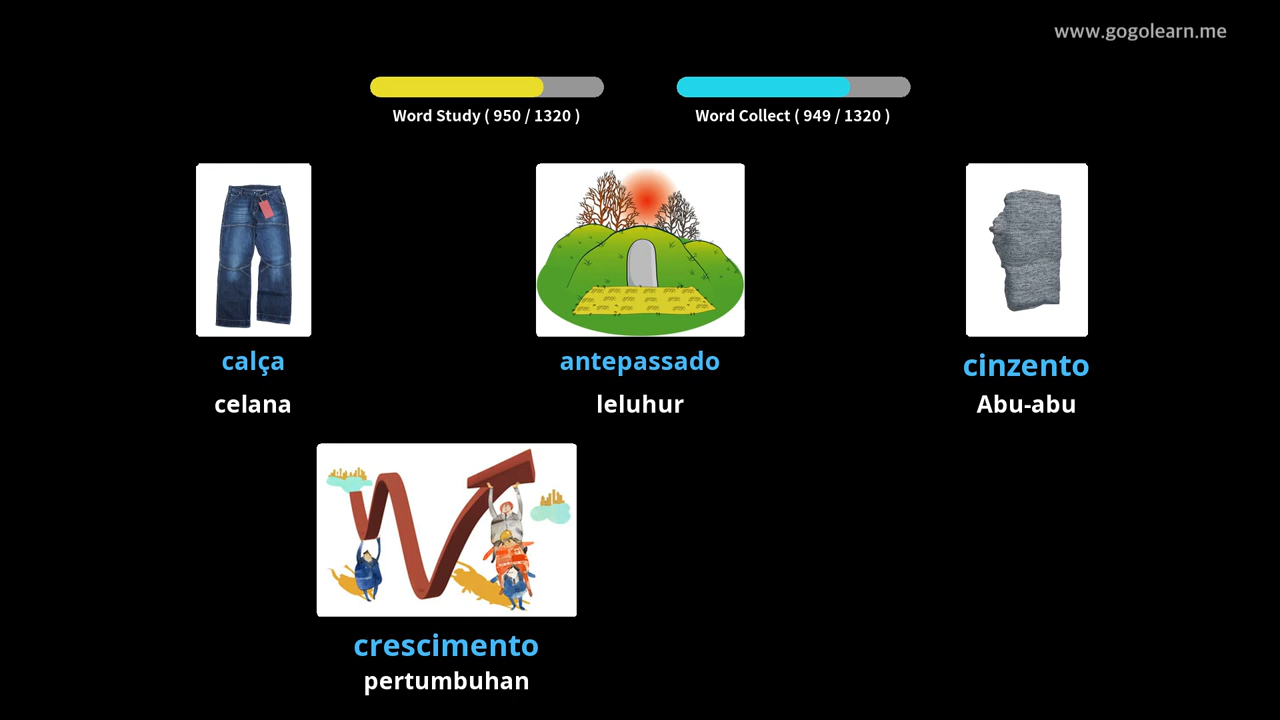 www.gogolearn.me
Word Study ( 950 / 1320 )
Word Collect ( 949 / 1320 )
calça
celana
antepassado
leluhur
cinzento
Abu-abu
crescimento
pertumbuhan